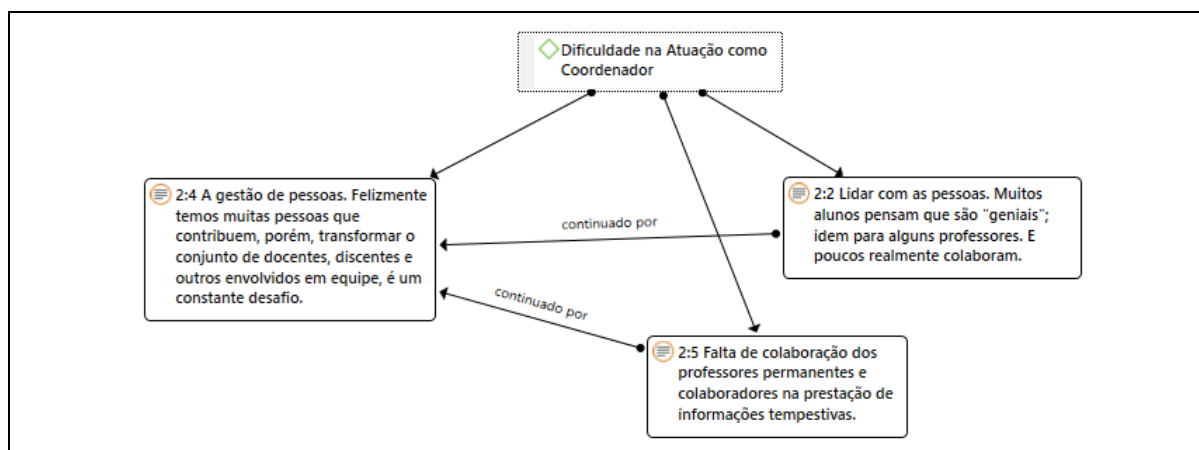 Dificuldade na Atuação como
Coordenador
2:4 A gestão de pessoas. Felizmente
temos muitas pessoas que
contribuem, porém, transformar o
conjunto de docentes, discentes e
outros envolvidos em equipe, é um
constante desafio.
continuado por
2:2 Lidar com as pessoas. Muitos
alunos pensam que são "geniais";
idem para alguns professores. E
poucos realmente colaboram.
continuado por
2:5 Falta de colaboração dos
professores permanentes e
colaboradores na prestação de
informações tempestivas.